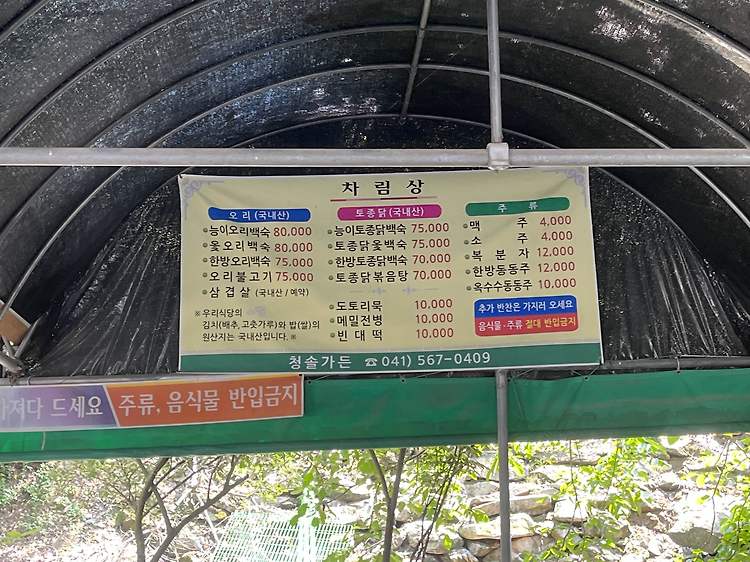 차림상
오 리 (국내산)
능이오리백숙 80,000
옻오리백숙 80,000
한방오리백숙 75,000
오리불고기 75,000
삼겹살 (국내산 / 예약)
※ 우리식당의
김치(배추, 고춧가루)와 밥(쌀)의
원산지는 국내산입니다. ※
토종닭(국내산)
능이토종닭백숙 75.000
토종닭옻백숙 75.000
한방토종닭백숙 70.000
토종닭볶음탕 70.000
도토리묵 10.000
메밀전병 10.000
빈대떡 10.000
주 류
맥 주 4,000
소 주 4,000
복 분 자 12,000
한방동동주 12,000
옥수수동동주 10,000
추가 반찬은 가지러 오세요
음식물·주류 절대 반입금지
청솔가든 ☎ 041) 567-0409
가져다 드세요 주류, 음식물 반입금지